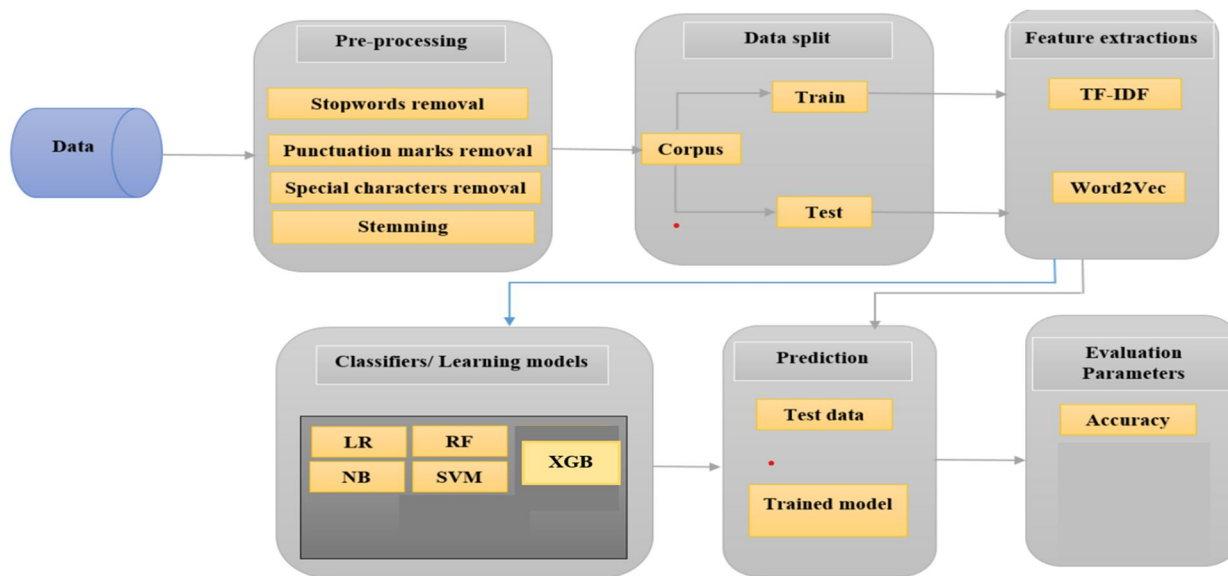 Data
Pre-processing
Stopwords removal
Punctuation marks removal
Special characters removal
Stemming
Data split
Corpus
Train
Test
Feature extractions
TF-IDF
Word2Vec
Classifiers/ Learning models
LR
RF
NB
SVM
XGB
Prediction
Test data
Trained model
Evaluation
Parameters
Accuracy